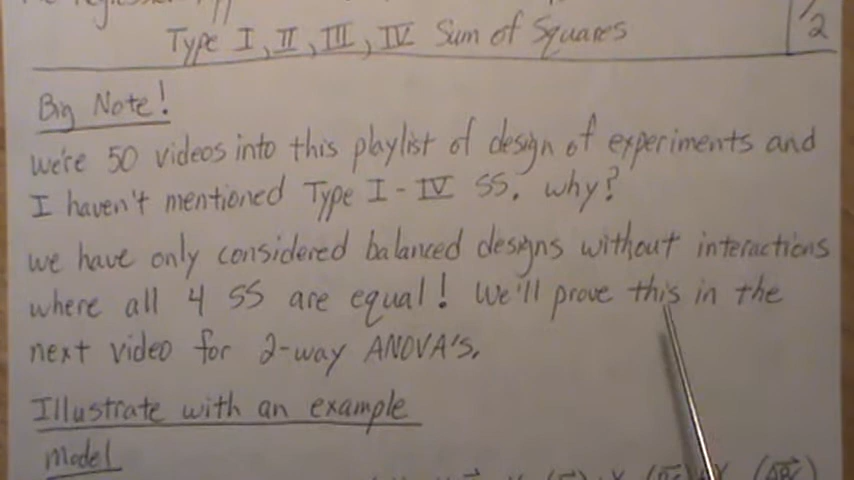 Type I, II, III, IV Sum of Squares
1/2
Big Note!
We're 50 videos into this playlist of design of experiments and
I haven't mentioned Type I - IV SS. Why?
we have only considered balanced designs without interactions
where all 4 SS are equal! We'll prove this in the
next video for 2-way ANOVA's.
Illustrate with an example
Model